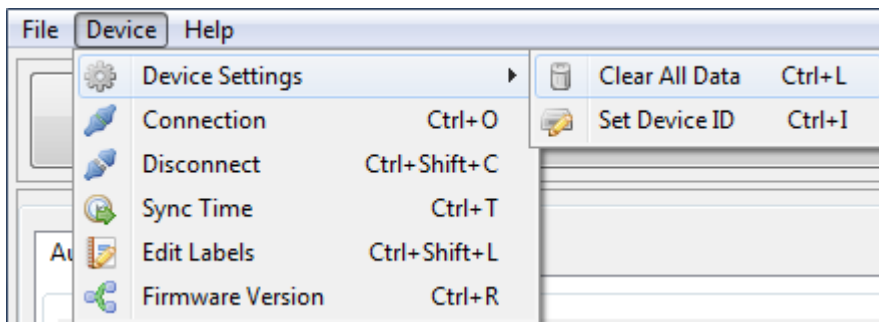 File Device Help
Device Settings
Connection Ctrl+O
Disconnect Ctrl+Shift+C
Sync Time Ctrl+T
Edit Labels Ctrl+Shift+L
Firmware Version Ctrl+R
Clear All Data Ctrl+L
Set Device ID Ctrl+I
Au